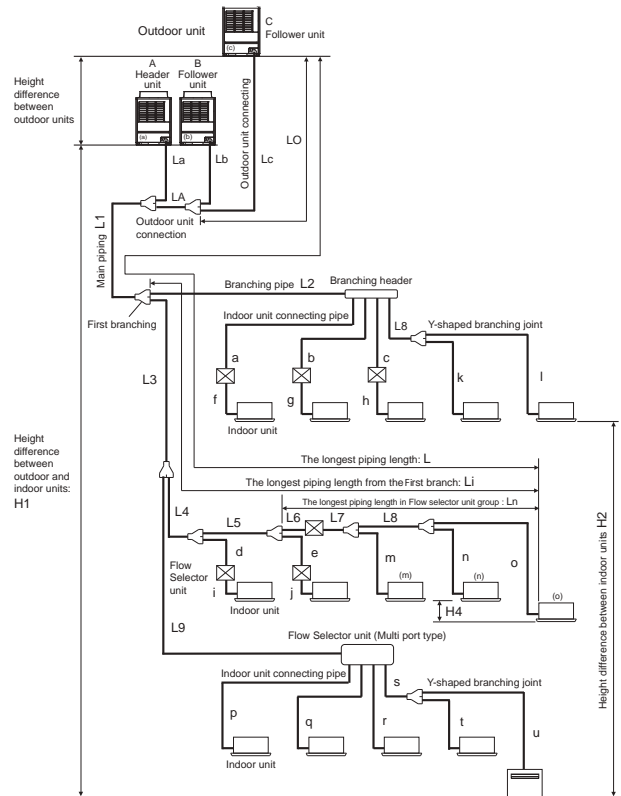 Outdoor unit
C
Follower unit
(c)
A
Header
unit
B
Follower
unit
Height
difference
between
outdoor units
(a)
(b)
La
Lb
Outdoor unit connecting
Lc
LO
LA
Outdoor unit
connection
Main piping L1
First branching
Branching pipe L2
Branching header
Indoor unit connecting pipe
L8
Y-shaped branching joint
a
b
c
k
l
f
g
h
Indoor unit
L3
Height
difference
between
outdoor and
indoor units:
H1
The longest piping length: L
The longest piping length from the First branch: Li
The longest piping length in Flow selector unit group : Ln
L4
L5
L6
L7
L8
d
e
m
n
o
Flow
Selector
unit
i
j
(m)
(n)
(o)
H4
Indoor unit
Height difference between indoor units H2
L9
Flow Selector unit (Multi port type)
Indoor unit connecting pipe
s
Y-shaped branching joint
p
q
r
t
u
Indoor unit